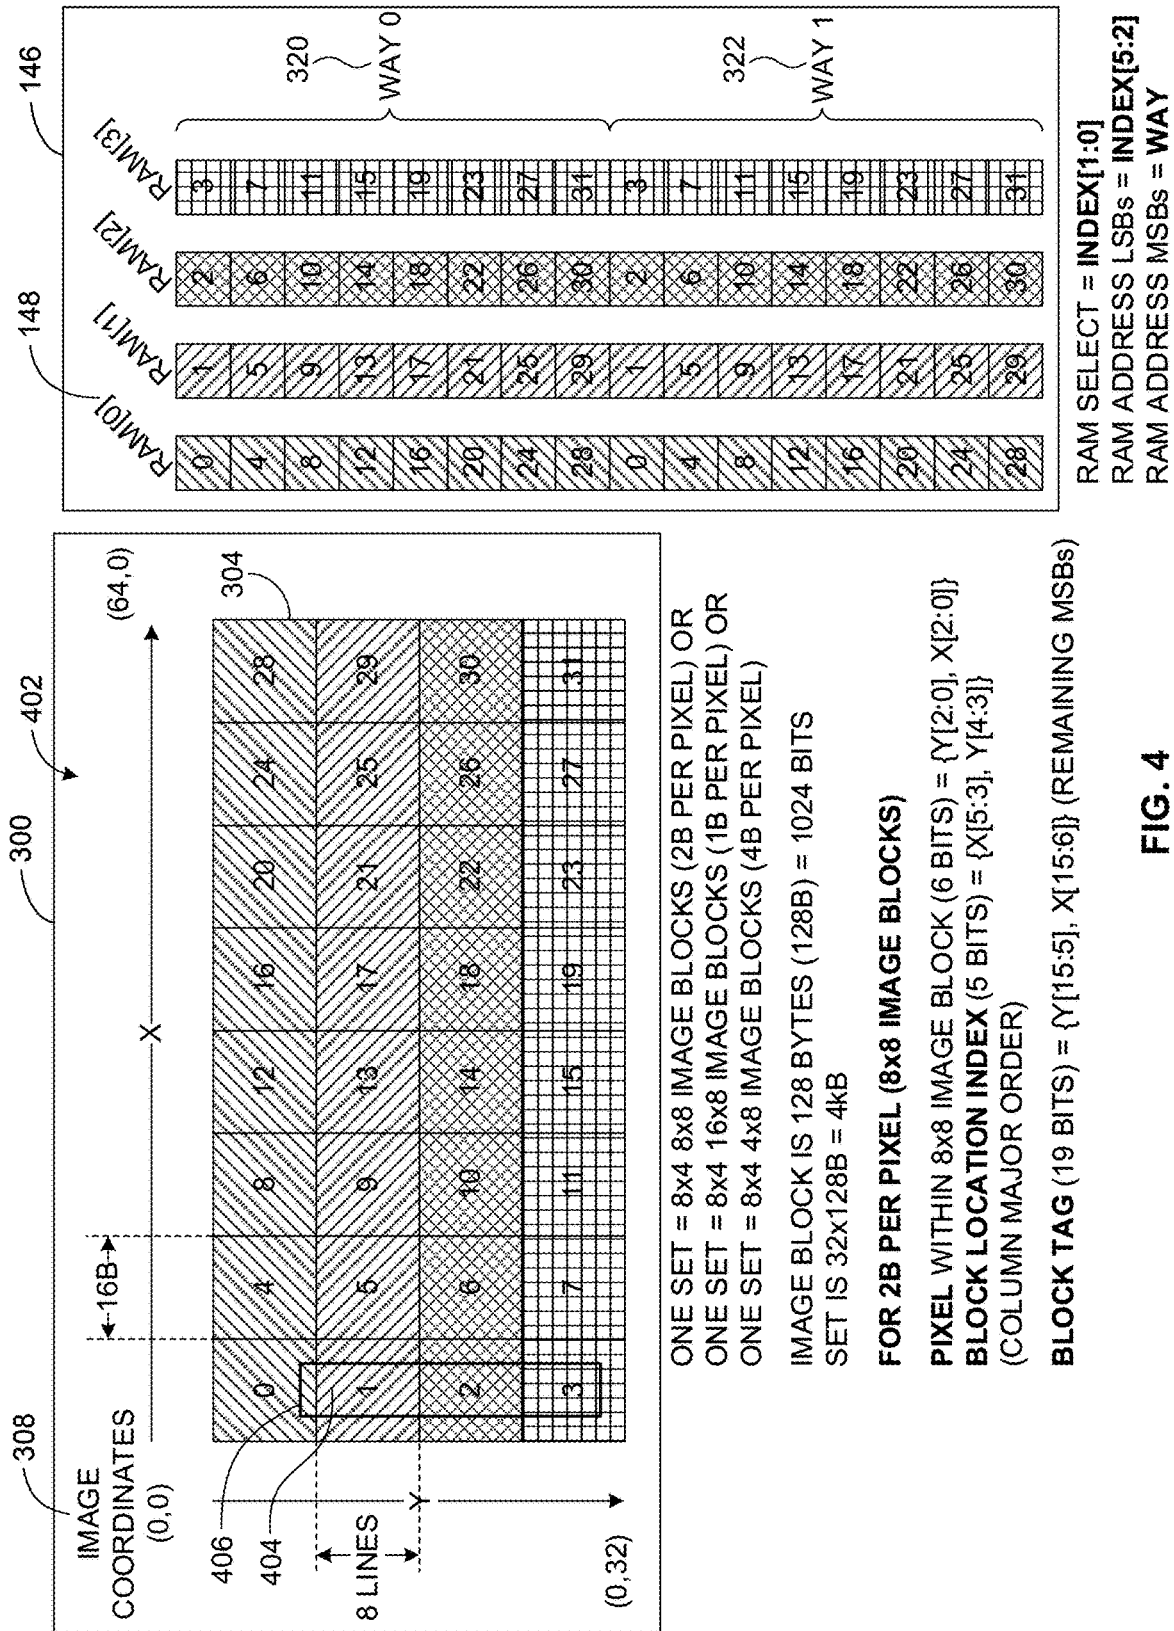 300
402
308
IMAGE
COORDINATES
(0,0)
X
(64,0)
16B
304
406
404
8 LINES
Y
(0,32)
0 4 8 12 16 20 24 28
1 5 9 13 17 21 25 29
2 6 10 14 18 22 26 30
3 7 11 15 19 23 27 31
ONE SET = 8x4 8x8 IMAGE BLOCKS (2B PER PIXEL) OR
ONE SET = 8x4 16x8 IMAGE BLOCKS (1B PER PIXEL) OR
ONE SET = 8x4 4x8 IMAGE BLOCKS (4B PER PIXEL)
IMAGE BLOCK IS 128 BYTES (128B) = 1024 BITS
SET IS 32x128B = 4kB
FOR 2B PER PIXEL (8x8 IMAGE BLOCKS)
PIXEL WITHIN 8x8 IMAGE BLOCK (6 BITS) = {Y[2:0], X[2:0]}
BLOCK LOCATION INDEX (5 BITS) = {X[5:3], Y[4:3]}
(COLUMN MAJOR ORDER)
BLOCK TAG (19 BITS) = {Y[15:5], X[15:6]} (REMAINING MSBs)
146
148
RAM[0] RAM[1] RAM[2] RAM[3]
0 1 2 3
4 5 6 7
8 9 10 11
12 13 14 15
16 17 18 19
20 21 22 23
24 25 26 27
28 29 30 31
0 1 2 3
4 5 6 7
8 9 10 11
12 13 14 15
16 17 18 19
20 21 22 23
24 25 26 27
28 29 30 31
320
WAY 0
322
WAY 1
RAM SELECT = INDEX[1:0]
RAM ADDRESS LSBs = INDEX[5:2]
RAM ADDRESS MSBs = WAY
FIG. 4